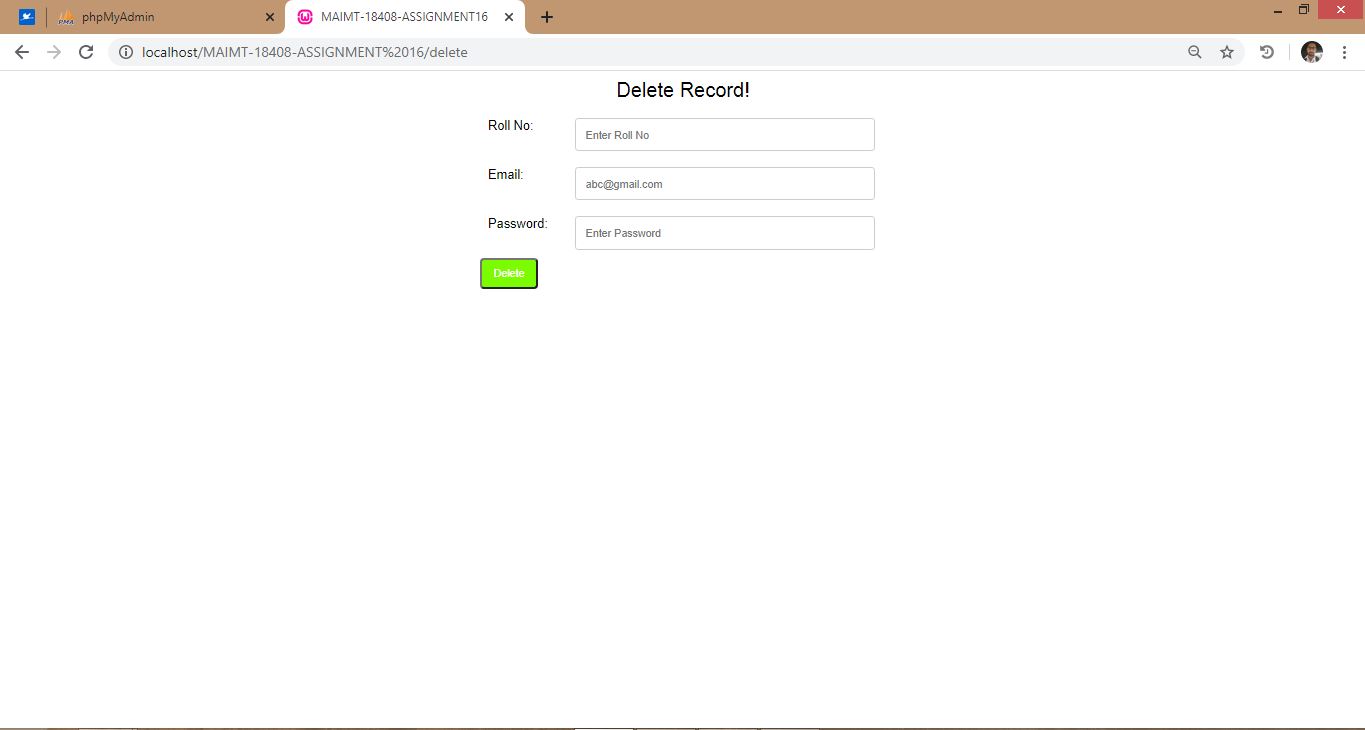 phpMyAdmin
MAIMT-18408-ASSIGNMENT16
localhost/MAIMT-18408-ASSIGNMENT%2016/delete
Delete Record!
Roll No:
Enter Roll No
Email:
abc@gmail.com
Password:
Enter Password
Delete